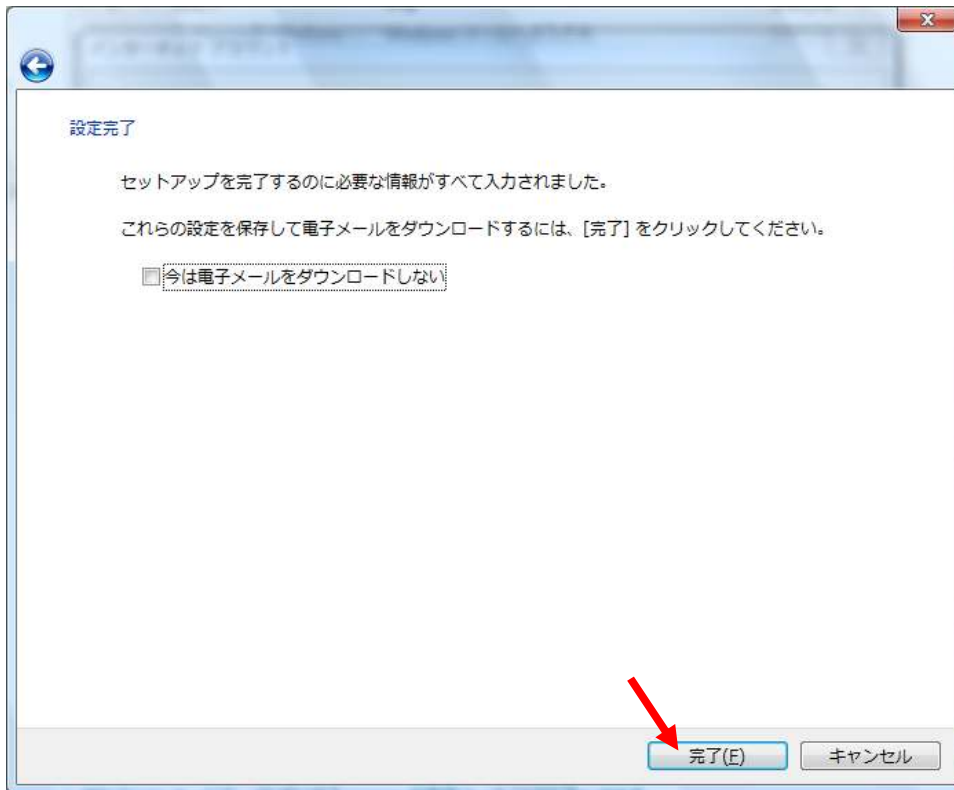 設定完了
セットアップを完了するのに必要な情報がすべて入力されました。
これらの設定を保存して電子メールをダウンロードするには、[完了] をクリックしてください。
今は電子メールをダウンロードしない
完了(F)
キャンセル